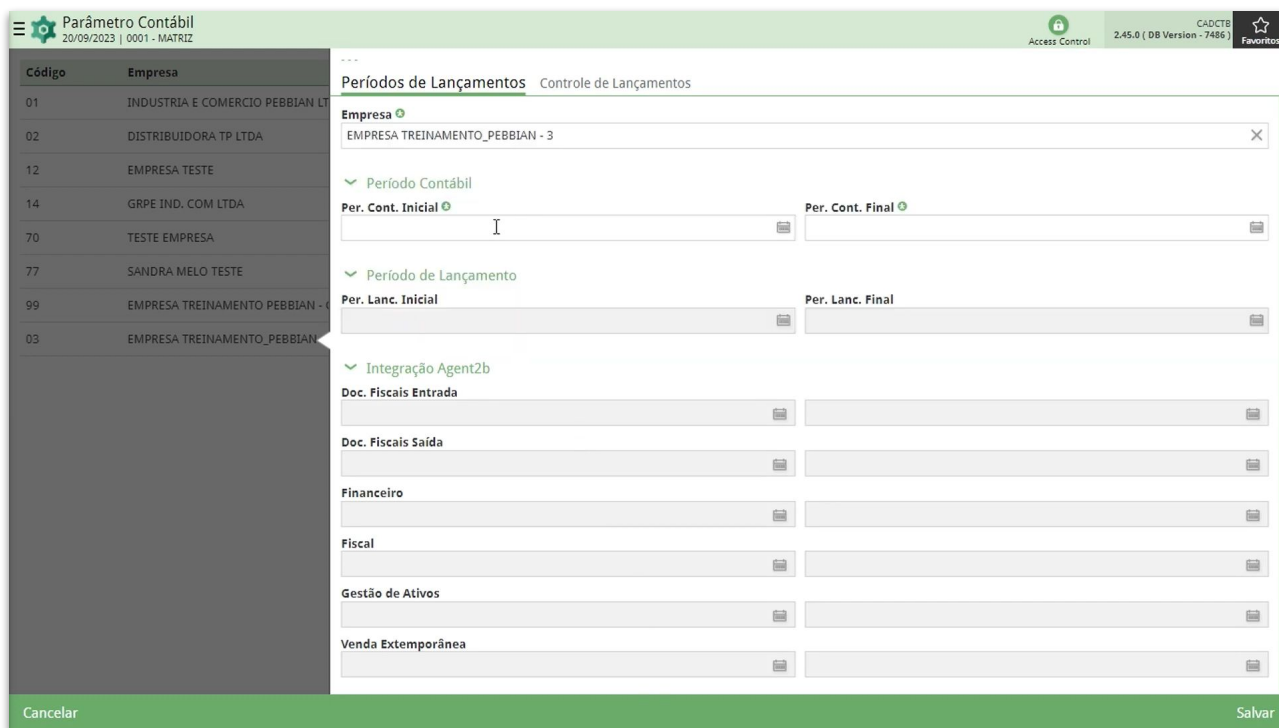 Parâmetro Contábil
20/09/2023 | 0001 - MATRIZ
Access Control
CADCTB
2.45.0 ( DB Version - 7486 )
Favoritos
Código Empresa
01 INDUSTRIA E COMERCIO PEBBIAN LT
02 DISTRIBUIDORA TP LTDA
12 EMPRESA TESTE
14 GRPE IND. COM LTDA
70 TESTE EMPRESA
77 SANDRA MELO TESTE
99 EMPRESA TREINAMENTO PEBBIAN -
03 EMPRESA TREINAMENTO_PEBBIAN
Períodos de Lançamentos Controle de Lançamentos
Empresa
EMPRESA TREINAMENTO_PEBBIAN - 3
Período Contábil
Per. Cont. Inicial Per. Cont. Final
Período de Lançamento
Per. Lanc. Inicial Per. Lanc. Final
Integração Agent2b
Doc. Fiscais Entrada
Doc. Fiscais Saída
Financeiro
Fiscal
Gestão de Ativos
Venda Extemporânea
Cancelar Salvar